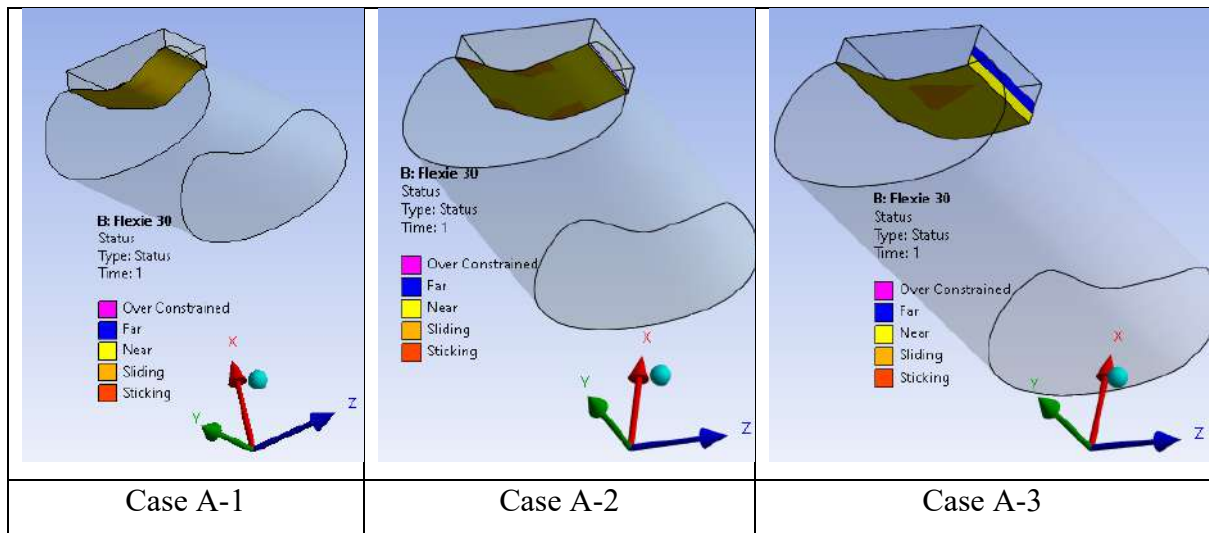 B: Flexie 30
Status
Type: Status
Time: 1
Over Constrained
Far
Near
Sliding
Sticking
X
Y
Z
B: Flexie 30
Status
Type: Status
Time: 1
Over Constrained
Far
Near
Sliding
Sticking
X
Y
Z
B: Flexie 30
Status
Type: Status
Time: 1
Over Constrained
Far
Near
Sliding
Sticking
X
Y
Z
Case A-1
Case A-2
Case A-3